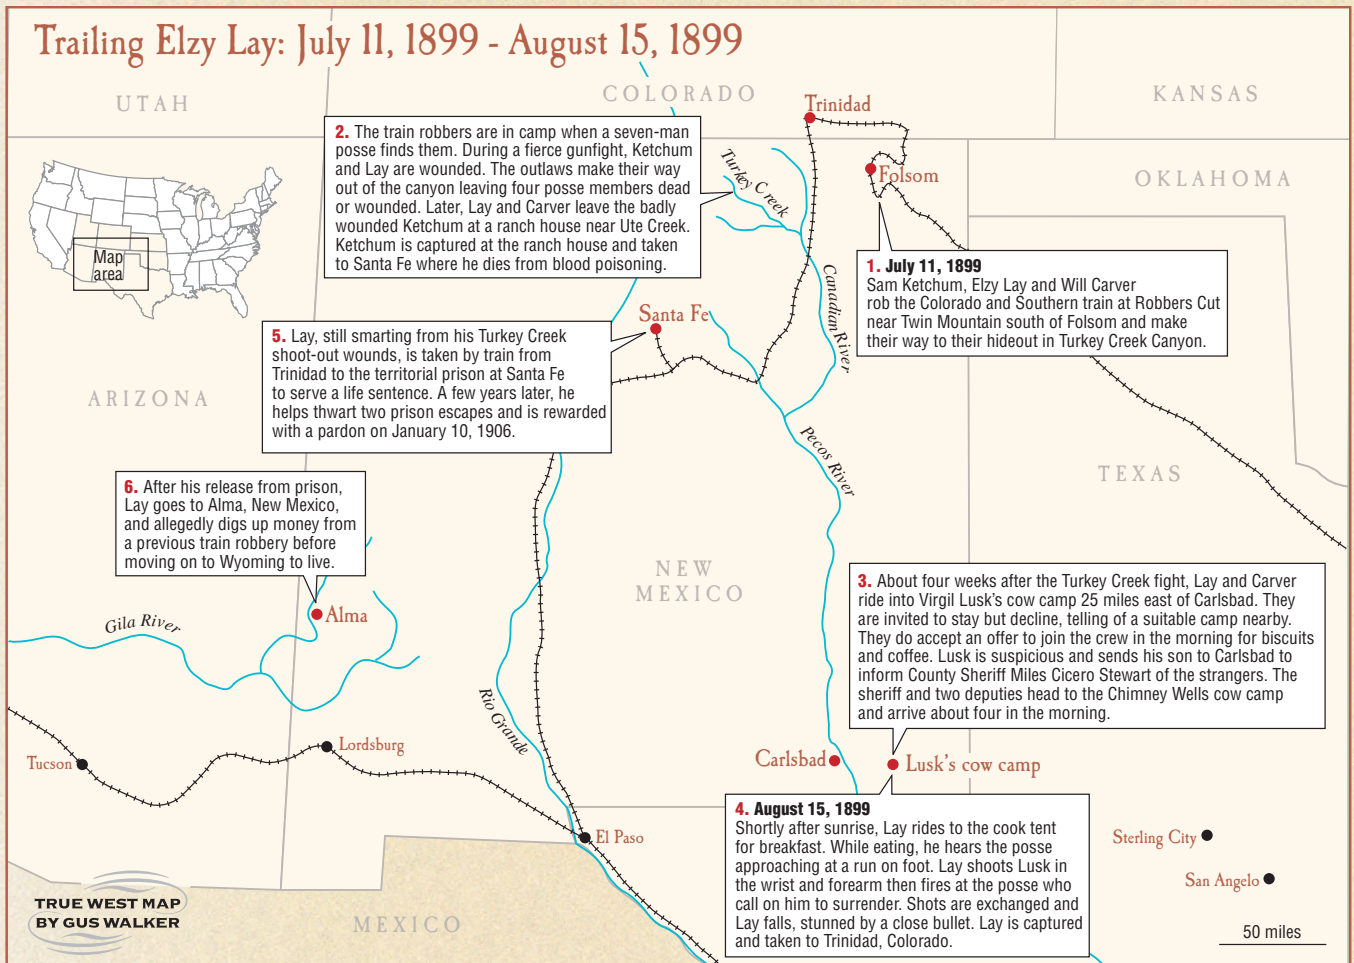 Trailing Elzy Lay: July 11, 1899 - August 15, 1899
UTAH
COLORADO
KANSAS
Trinidad
2. The train robbers are in camp when a seven-man
posse finds them. During a fierce gunfight, Ketchum
and Lay are wounded. The outlaws make their way
out of the canyon leaving four posse members dead
or wounded. Later, Lay and Carver leave the badly
wounded Ketchum at a ranch house near Ute Creek.
Ketchum is captured at the ranch house and taken
to Santa Fe where he dies from blood poisoning.
Turkey Creek
Folsom
OKLAHOMA
Map
area
1. July 11, 1899
Sam Ketchum, Elzy Lay and Will Carver
rob the Colorado and Southern train at Robbers Cut
near Twin Mountain south of Folsom and make
their way to their hideout in Turkey Creek Canyon.
Canadian River
Santa Fe
5. Lay, still smarting from his Turkey Creek
shoot-out wounds, is taken by train from
Trinidad to the territorial prison at Santa Fe
to serve a life sentence. A few years later, he
helps thwart two prison escapes and is rewarded
with a pardon on January 10, 1906.
ARIZONA
Pecos River
TEXAS
6. After his release from prison,
Lay goes to Alma, New Mexico,
and allegedly digs up money from
a previous train robbery before
moving on to Wyoming to live.
NEW
MEXICO
Alma
Gila River
3. About four weeks after the Turkey Creek fight, Lay and Carver
ride into Virgil Lusk's cow camp 25 miles east of Carlsbad. They
are invited to stay but decline, telling of a suitable camp nearby.
They do accept an offer to join the crew in the morning for biscuits
and coffee. Lusk is suspicious and sends his son to Carlsbad to
inform County Sheriff Miles Cicero Stewart of the strangers. The
sheriff and two deputies head to the Chimney Wells cow camp
and arrive about four in the morning.
Rio Grande
Tucson
Lordsburg
Carlsbad
Lusk's cow camp
4. August 15, 1899
Shortly after sunrise, Lay rides to the cook tent
for breakfast. While eating, he hears the posse
approaching at a run on foot. Lay shoots Lusk in
the wrist and forearm then fires at the posse who
call on him to surrender. Shots are exchanged and
Lay falls, stunned by a close bullet. Lay is captured
and taken to Trinidad, Colorado.
El Paso
Sterling City
San Angelo
TRUE WEST MAP
BY GUS WALKER
MEXICO
50 miles